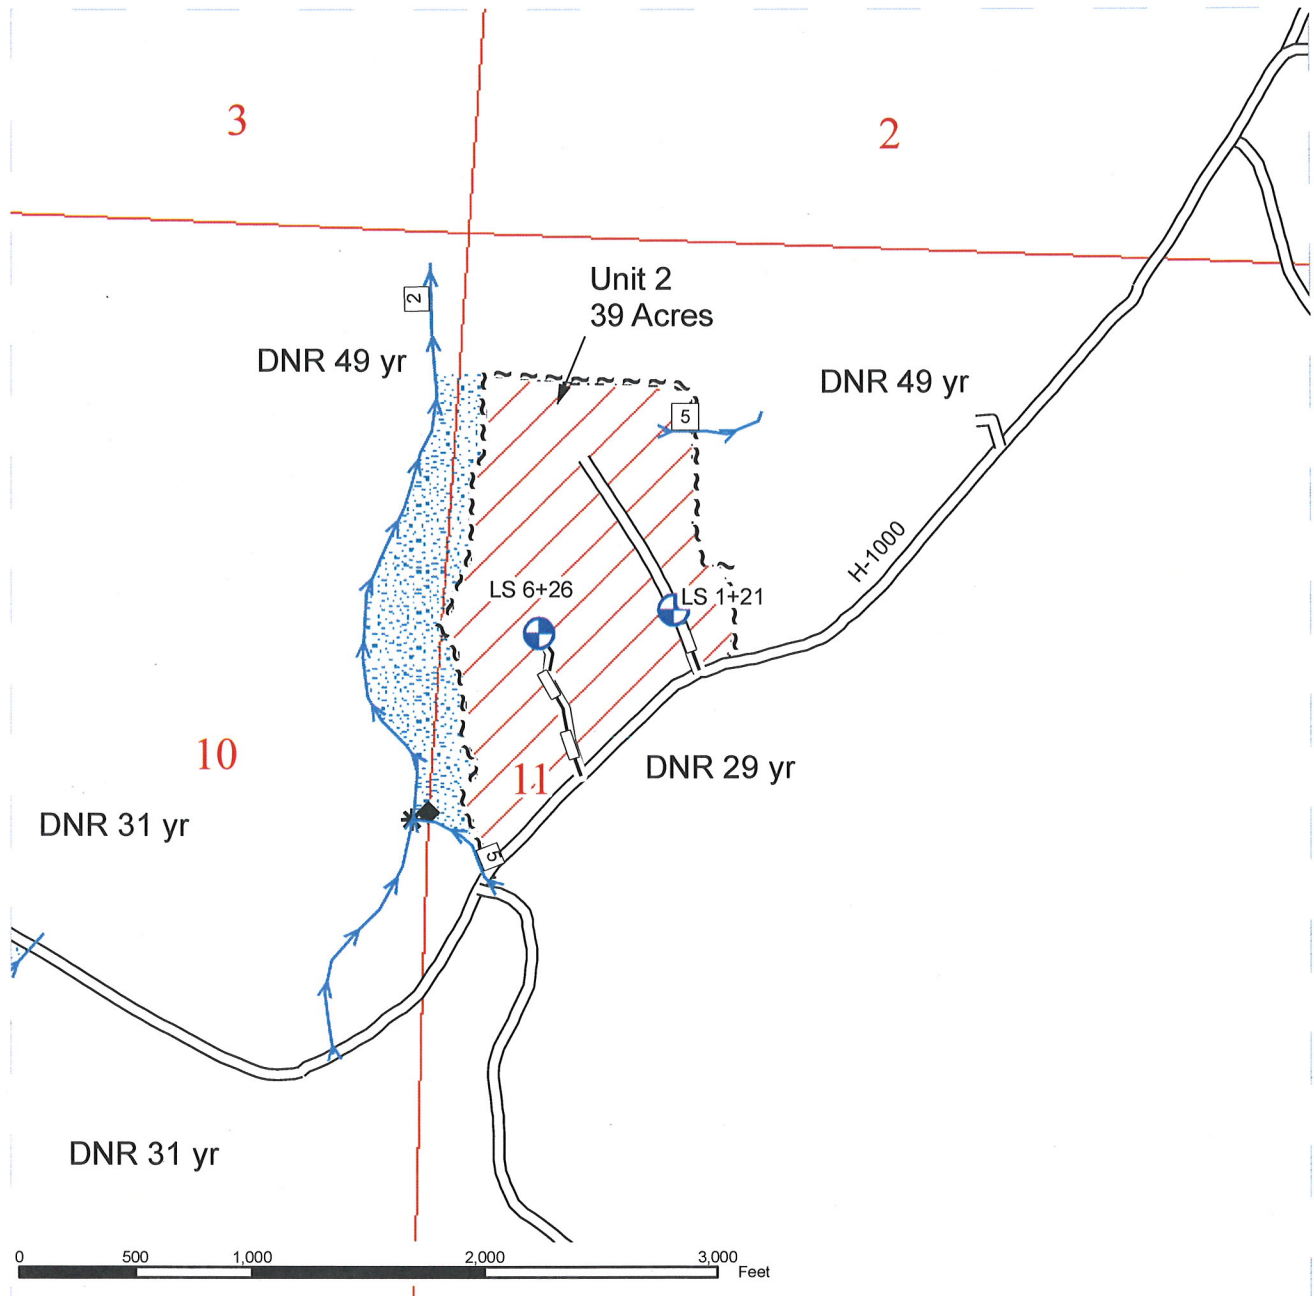 3
2
Unit 2
39 Acres
2
DNR 49 yr
DNR 49 yr
5
H-1000
LS 6+26
LS 1+21
10
11
DNR 29 yr
DNR 31 yr
5
DNR 31 yr
0 500 1,000 2,000 3,000
Feet